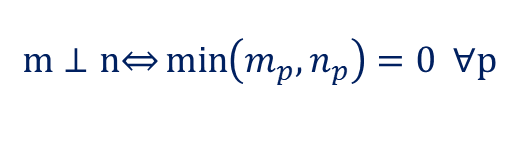 m ⊥ n⇔ min(m_p, n_p) = 0 ∀p